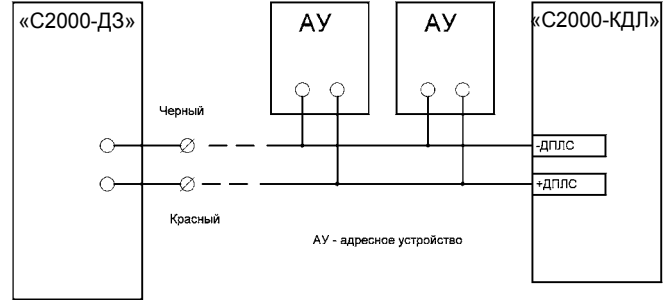 «С2000-ДЗ»
АУ
АУ
«С2000-КДЛ»
Черный
-ДПЛС
+ДПЛС
Красный
АУ - адресное устройство